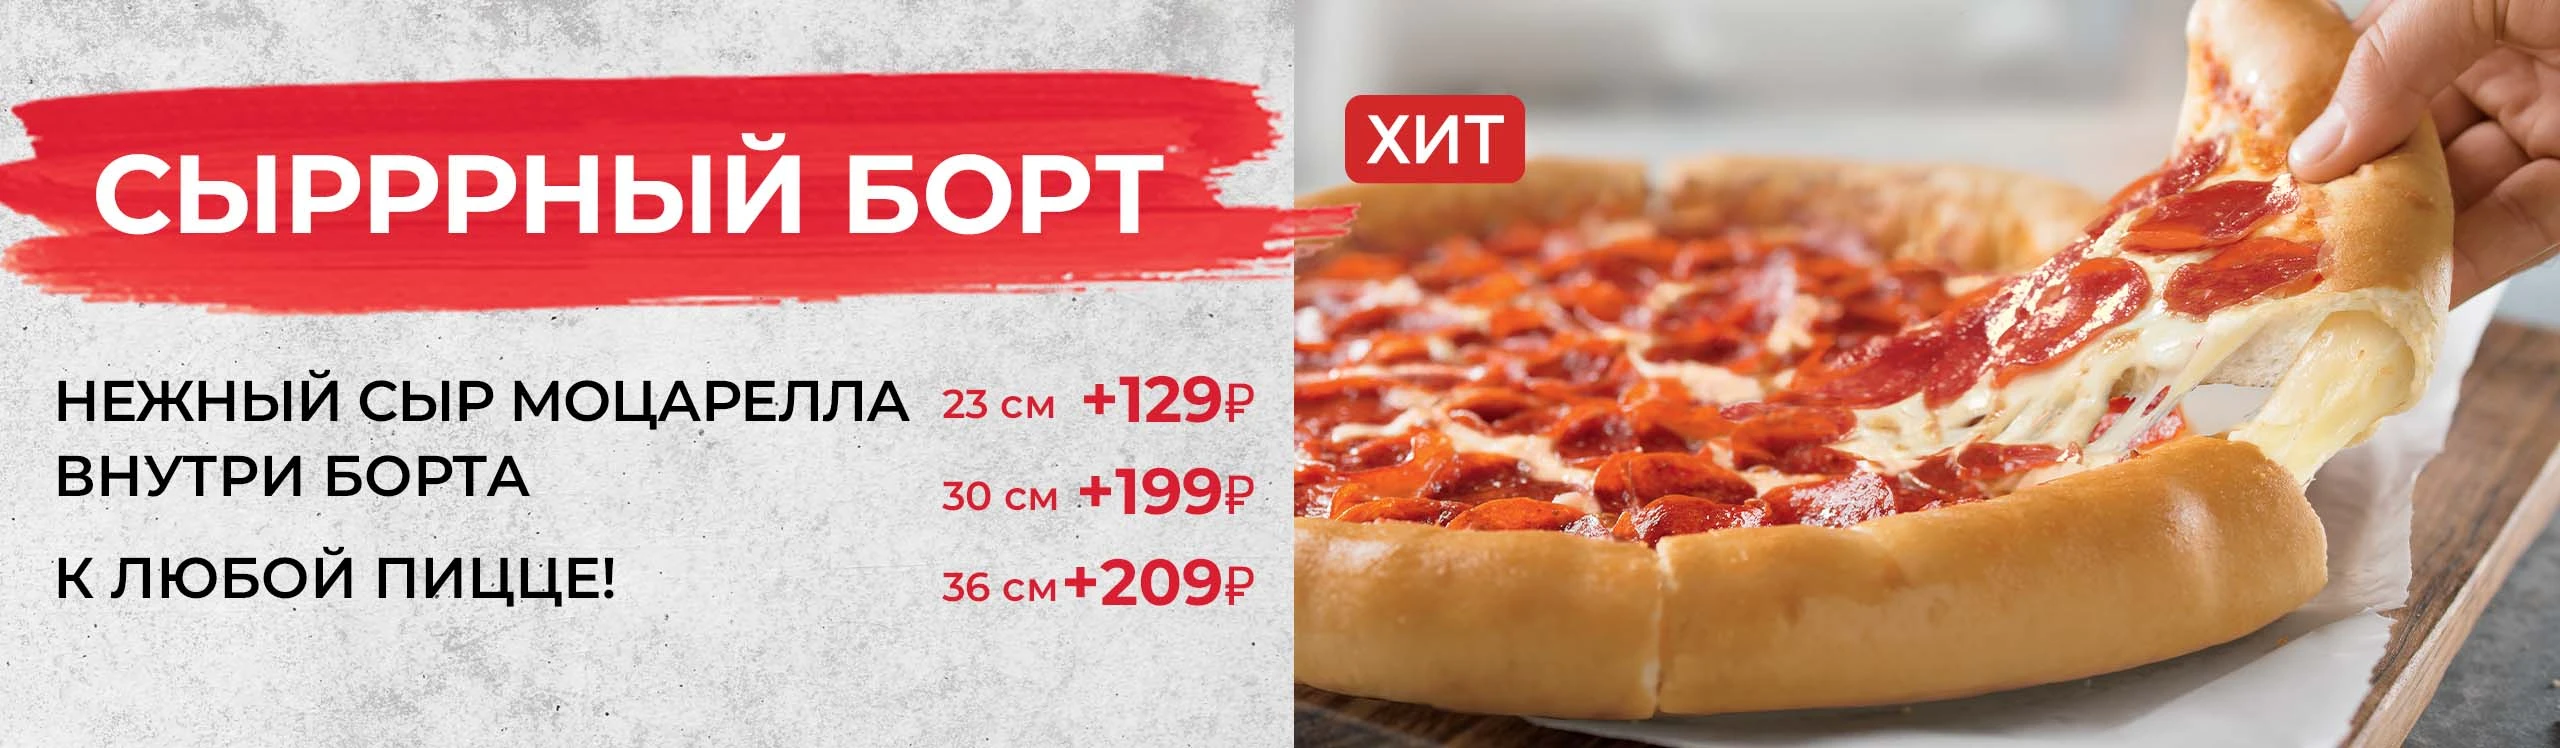 СЫРРРНЫЙ БОРТ
ХИТ
НЕЖНЫЙ СЫР МОЦАРЕЛЛА
ВНУТРИ БОРТА
К ЛЮБОЙ ПИЦЦЕ!
23 см +129₽
30 см +199₽
36 см +209₽